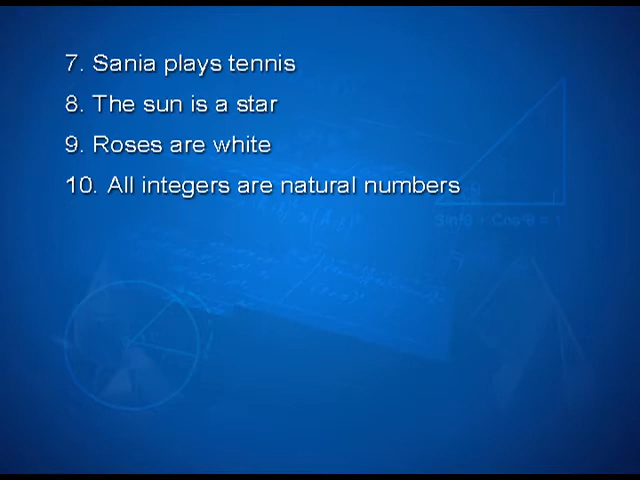 7. Sania plays tennis
8. The sun is a star
9. Roses are white
10. All integers are natural numbers